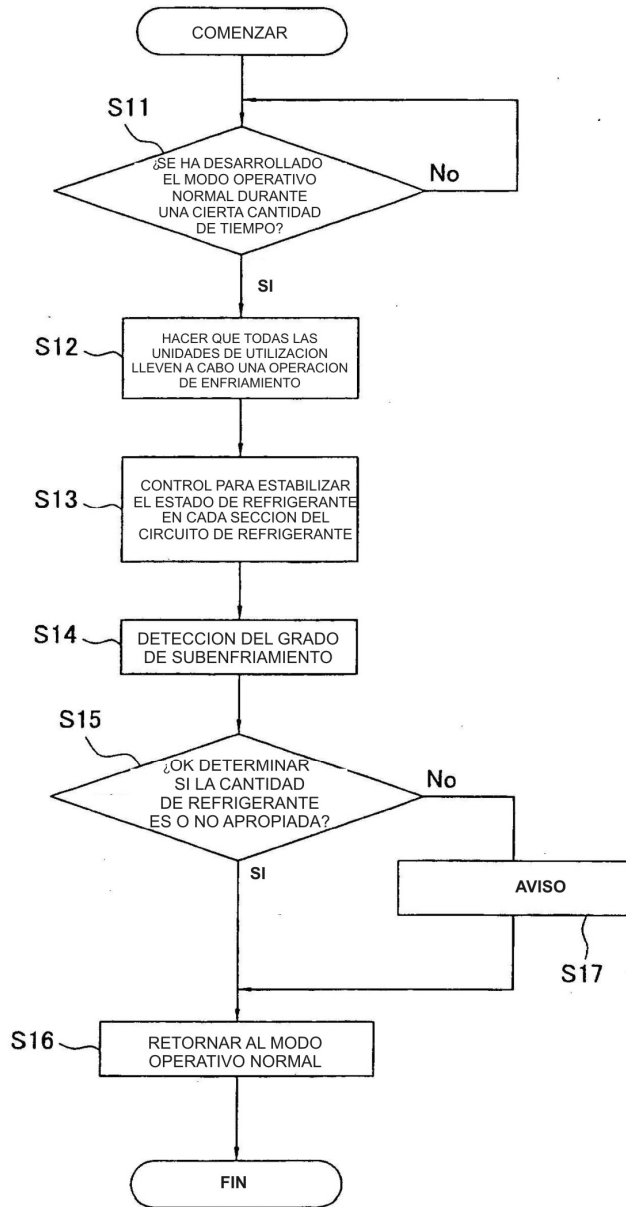 COMENZAR
S11
¿SE HA DESARROLLADO
EL MODO OPERATIVO
NORMAL DURANTE
UNA CIERTA CANTIDAD
DE TIEMPO?
No
SI
S12
HACER QUE TODAS LAS
UNIDADES DE UTILIZACION
LLEVEN A CABO UNA OPERACION
DE ENFRIAMIENTO
S13
CONTROL PARA ESTABILIZAR
EL ESTADO DE REFRIGERANTE
EN CADA SECCION DEL
CIRCUITO DE REFRIGERANTE
S14
DETECCION DEL GRADO
DE SUBENFRIAMIENTO
S15
¿OK DETERMINAR
SI LA CANTIDAD
DE REFRIGERANTE
ES O NO APROPIADA?
No
SI
AVISO
S17
S16
RETORNAR AL MODO
OPERATIVO NORMAL
FIN